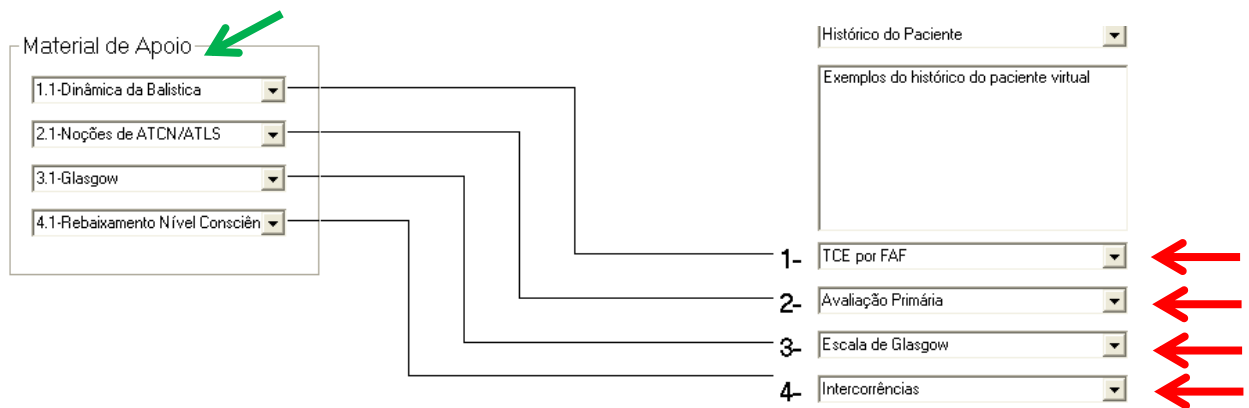 Material de Apoio
1.1-Dinâmica da Balistica
2.1-Noções de ATCN/ATLS
3.1-Glasgow
4.1-Rebaixamento Nível Consciên
Histórico do Paciente
Exemplos do histórico do paciente virtual
1- TCE por FAF
2- Avaliação Primária
3- Escala de Glasgow
4- Intercorrências